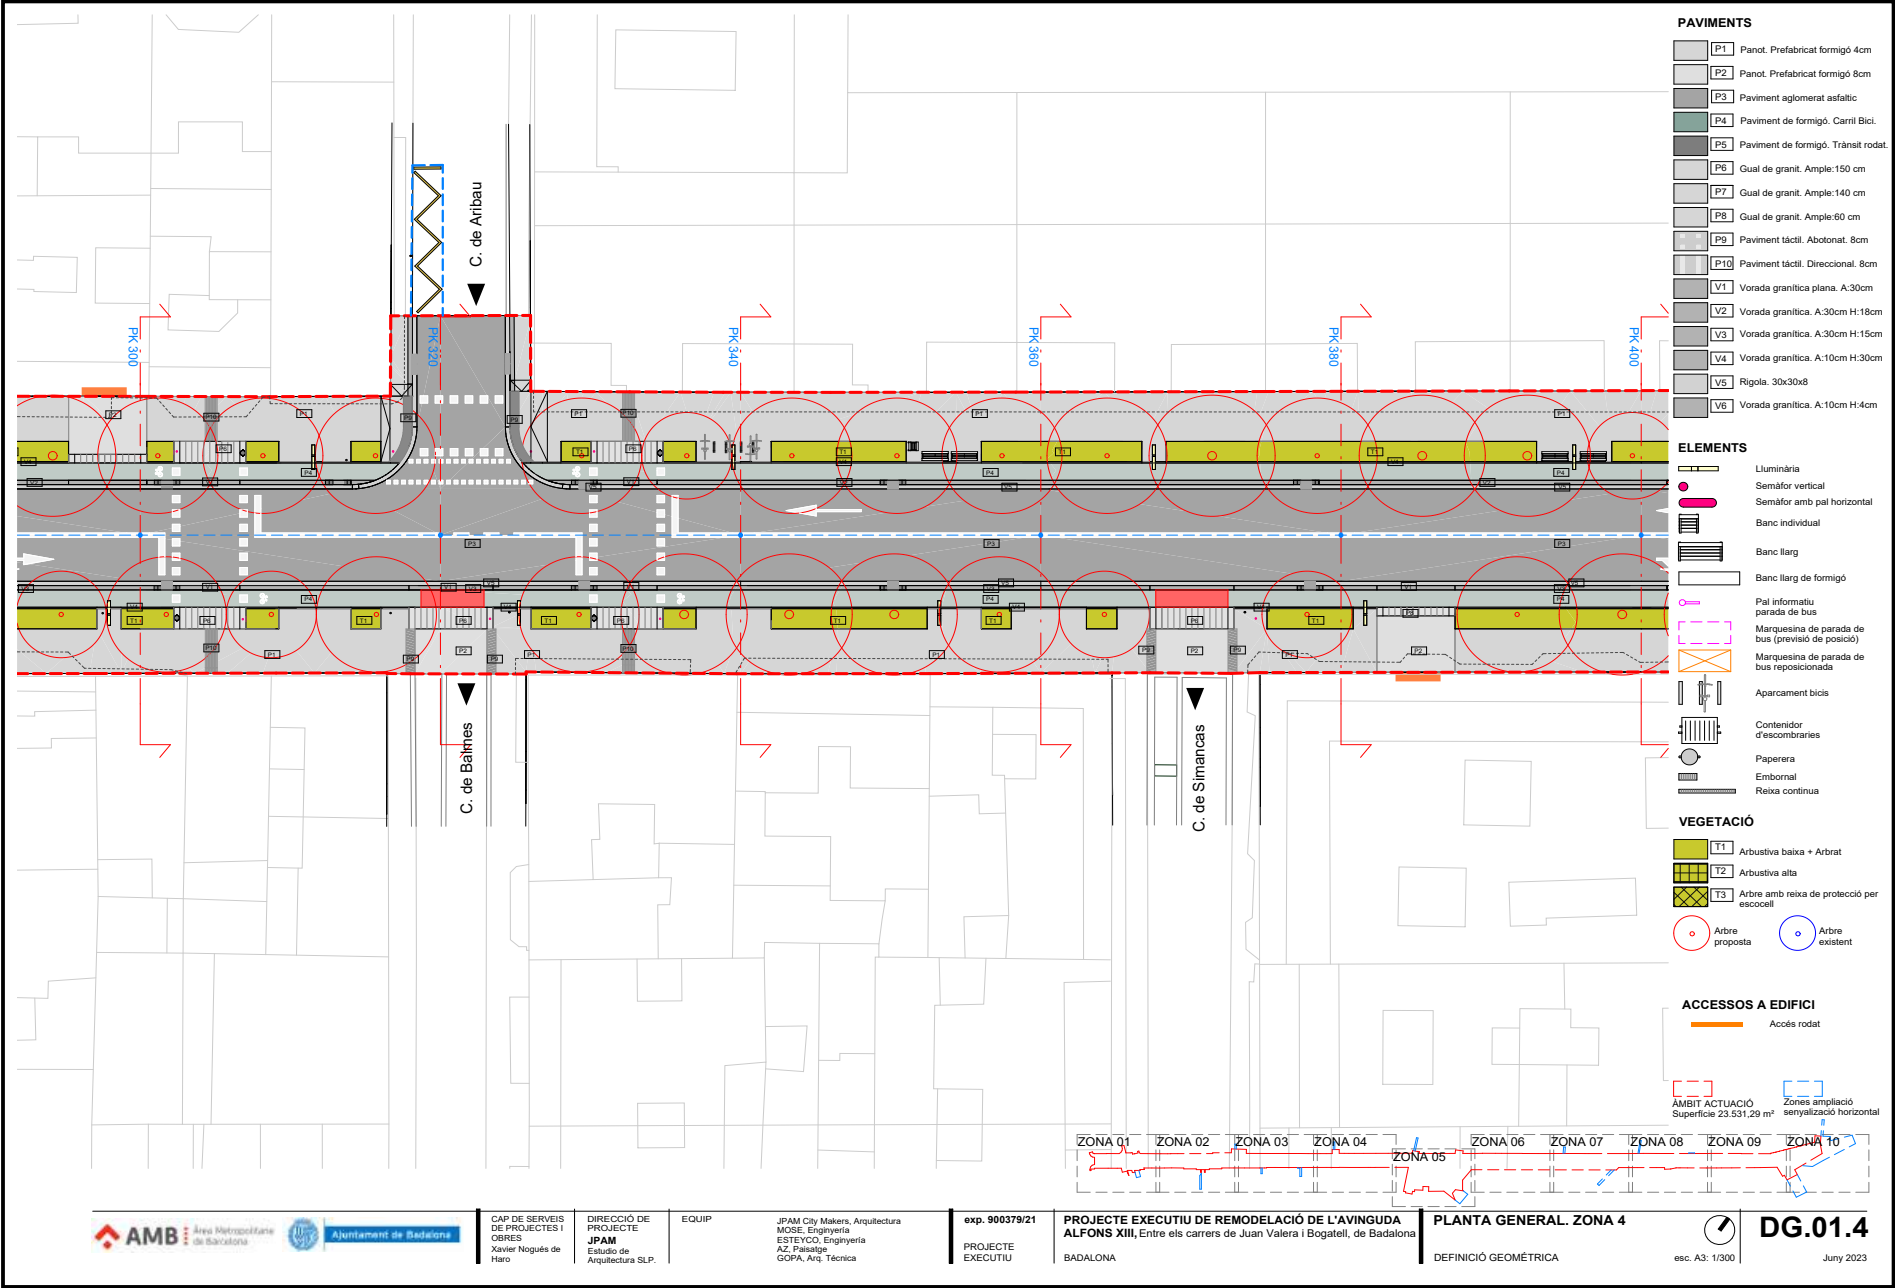 PAVIMENTS
P1 Panot. Prefabricat formigó 4cm
P2 Panot. Prefabricat formigó 8cm
P3 Paviment aglomerat asfaltic
P4 Paviment de formigó. Carril Bici.
P5 Paviment de formigó. Trànsit rodat.
P6 Gual de granit. Ample:150 cm
P7 Gual de granit. Ample:140 cm
P8 Gual de granit. Ample:60 cm
P9 Paviment tàctil. Abotonat. 8cm
P10 Paviment tàctil. Direccional. 8cm
V1 Vorada granítica plana. A:30cm
V2 Vorada granítica. A:30cm H:18cm
V3 Vorada granítica. A:30cm H:15cm
V4 Vorada granítica. A:10cm H:30cm
V5 Rigola. 30x30x8
V6 Vorada granítica. A:10cm H:4cm
ELEMENTS
Lluminària
Semàfor vertical
Semàfor amb pal horizontal
Banc individual
Banc llarg
Banc llarg de formigó
Pal informatiu
parada de bus
Marquesina de parada de
bus (previsió de posició)
Marquesina de parada de
bus reposicionada
Aparcament bicis
Contenidor
d'escombraries
Paperera
Embornal
Reixa continua
VEGETACIÓ
T1 Arbustiva baixa + Arbrat
T2 Arbustiva alta
T3 Arbre amb reixa de protecció per
escocell
Arbre
proposta
Arbre
existent
ACCESSOS A EDIFICI
Accés rodat
ÀMBIT ACTUACIÓ
Superfície 23.531,29 m²
Zones ampliació
senyalizació horizontal
C. de Aribau
PK 300
PK 320
PK 340
PK 360
PK 380
PK 400
C. de Balmes
C. de Simancas
ZONA 01
ZONA 02
ZONA 03
ZONA 04
ZONA 05
ZONA 06
ZONA 07
ZONA 08
ZONA 09
ZONA 10
AMB
Àrea Metropolitana
de Barcelona
Ajuntament de Badalona
CAP DE SERVEIS
DE PROJECTES I
OBRES
Xavier Nogués de
Haro
DIRECCIÓ DE
PROJECTE
JPAM
Estudio de
Arquitectura SLP.
EQUIP
JPAM City Makers, Arquitectura
MOSE, Enginyería
ESTEYCO, Enginyería
AZ, Paisatge
GOPA, Arq. Técnica
exp. 900379/21
PROJECTE
EXECUTIU
PROJECTE EXECUTIU DE REMODELACIÓ DE L'AVINGUDA
ALFONS XIII, Entre els carrers de Juan Valera i Bogatell, de Badalona
BADALONA
PLANTA GENERAL. ZONA 4
DEFINICIÓ GEOMÈTRICA
esc. A3: 1/300
DG.01.4
Juny 2023